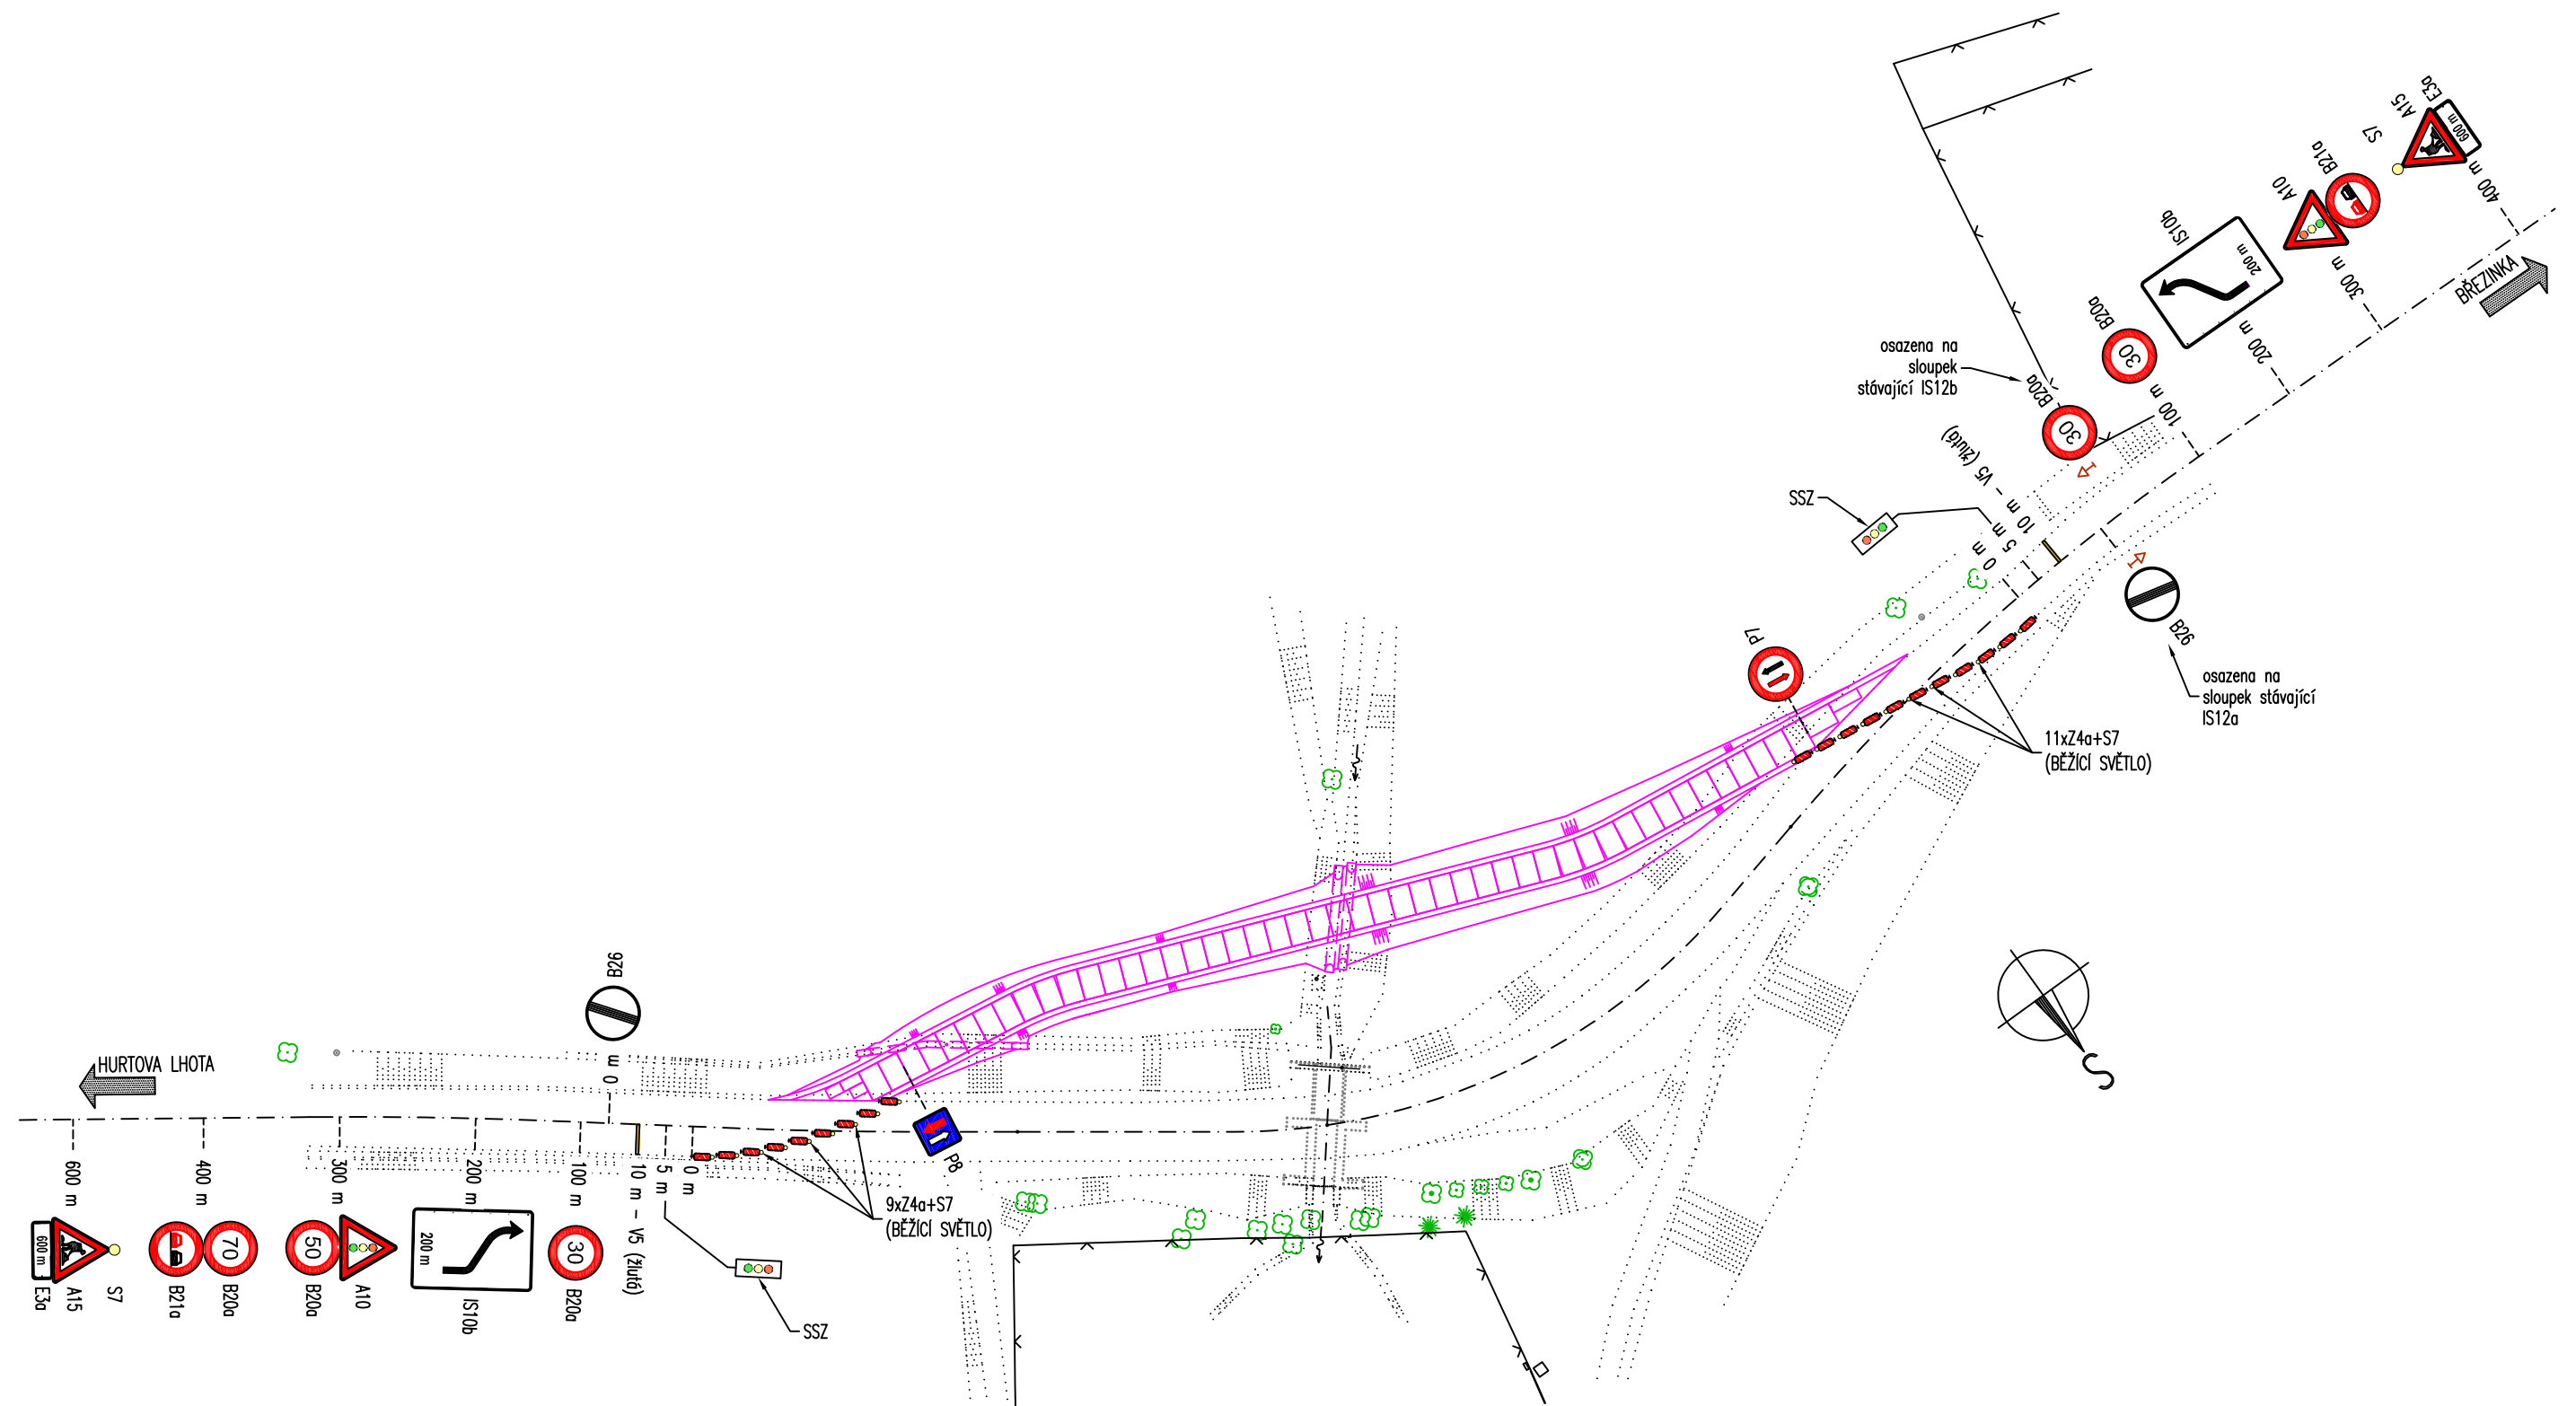 E3a
A15
600 m
S7
400 m
B21a
A10
300 m
BŘEZINKA
IS10b
200 m
200 m
B20a
30
100 m
osazena na
sloupek
stávající IS12b
B20a
30
10 m - V5 (žlutá)
5 m
0 m
SSZ
P7
B26
osazena na
sloupek stávající
IS12a
11xZ4a+S7
(BĚŽÍCÍ SVĚTLO)
S
B26
0 m
HURTOVA LHOTA
600 m
400 m
300 m
200 m
100 m
10 m - V5 (žlutá)
5 m
0 m
P8
9xZ4a+S7
(BĚŽÍCÍ SVĚTLO)
SSZ
600 m
E3a
A15
S7
B21a
70
B20a
50
B20a
A10
200 m
IS10b
30
B20a